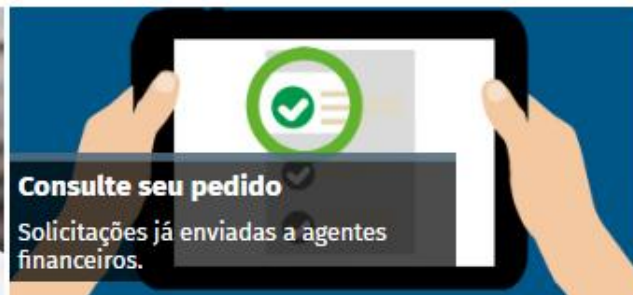 Consulte seu pedido
Solicitações já enviadas a agentes
financeiros.